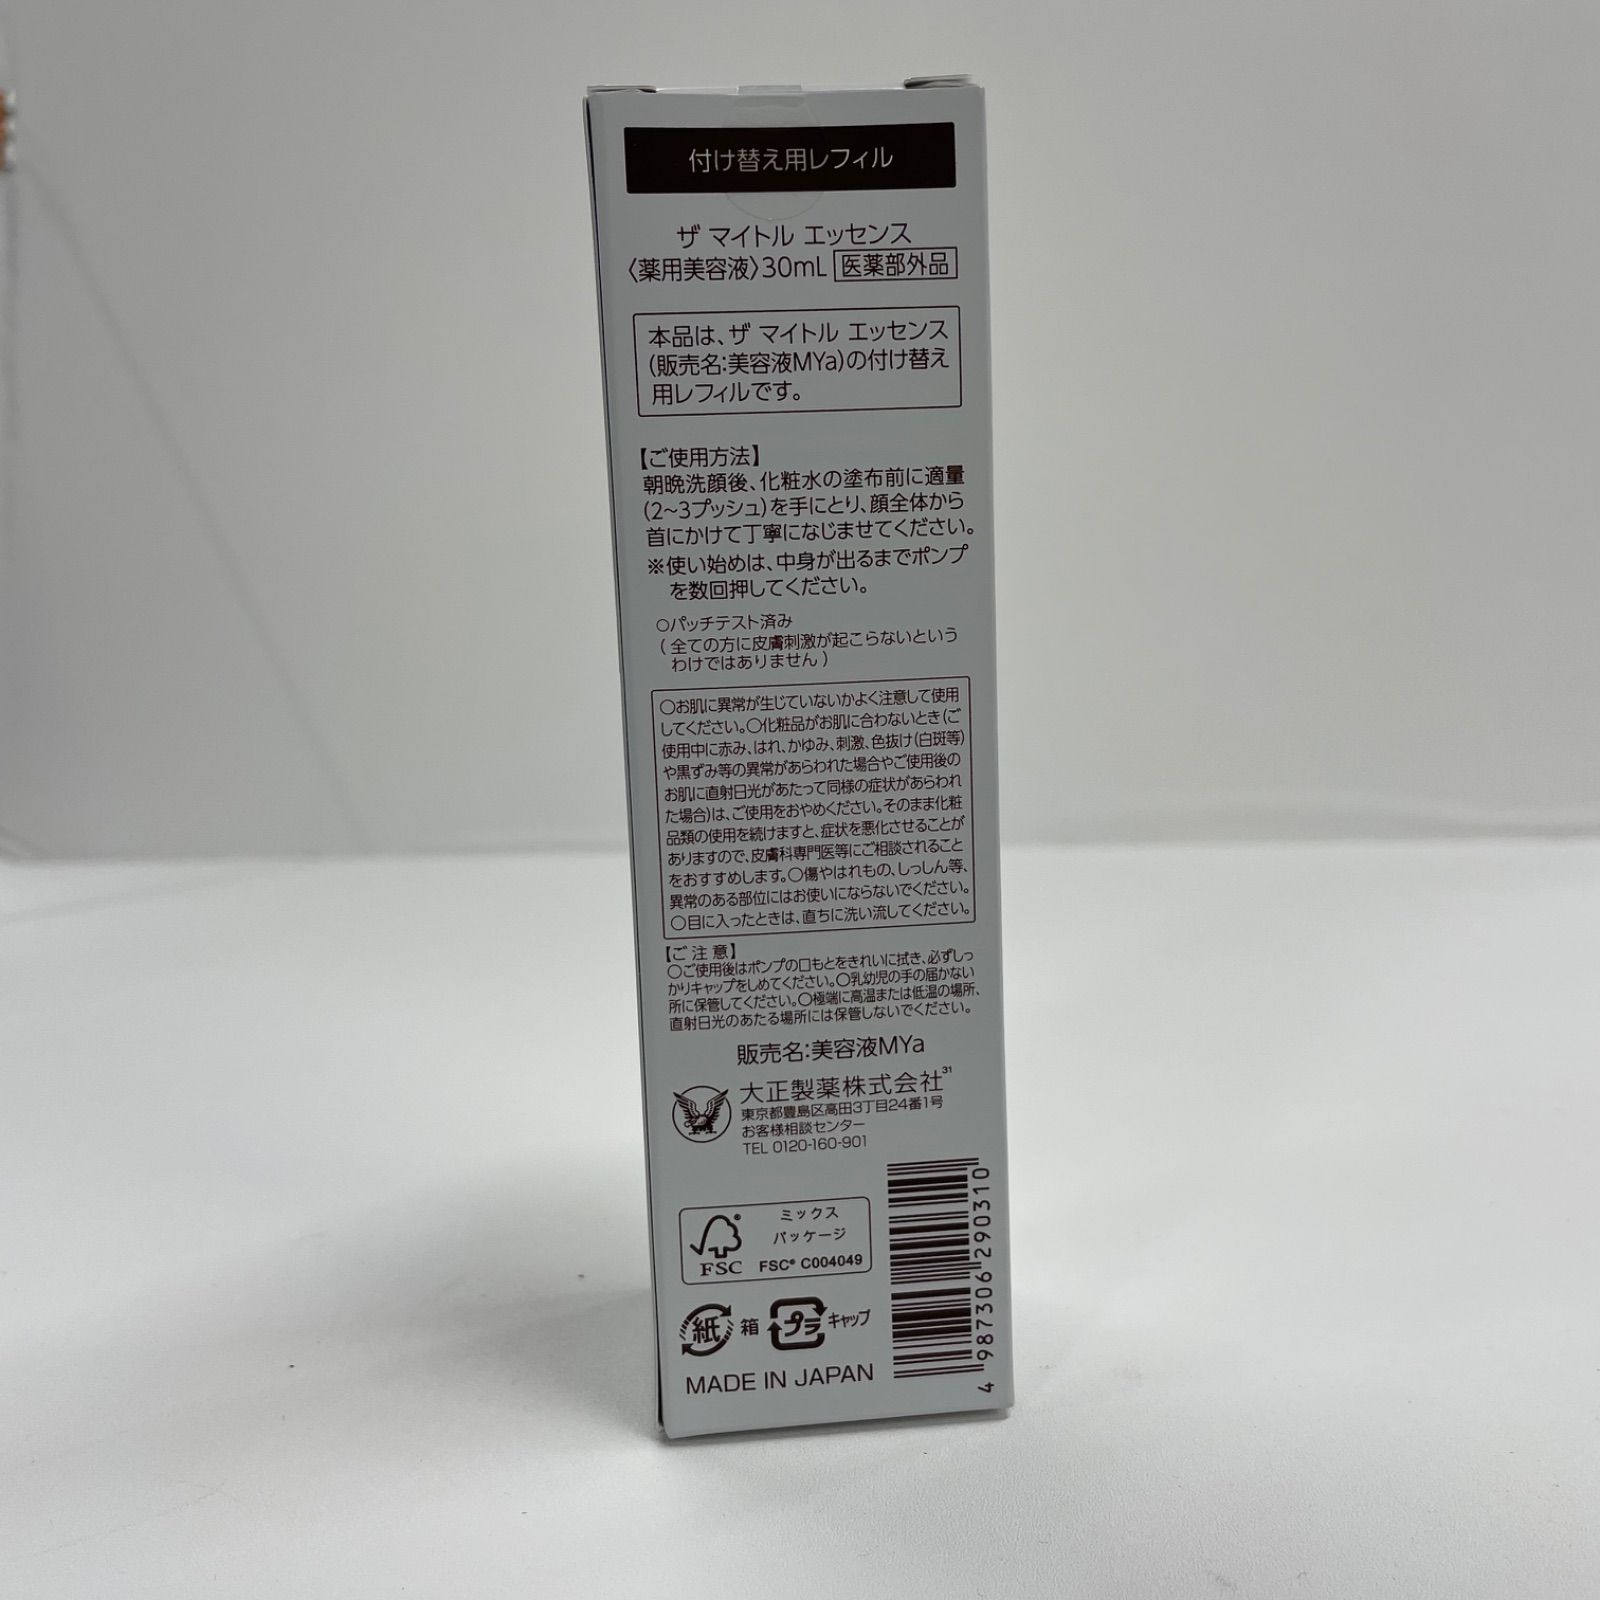 付け替え用レフィル
ザ マイトル エッセンス
〈薬用美容液〉30mL 医薬部外品
本品は、ザ マイトル エッセンス
(販売名:美容液MYa)の付け替え
用レフィルです。
【ご使用方法】
朝晩洗顔後、化粧水の塗布前に適量
(2~3プッシュ)を手にとり、顔全体から
首にかけて丁寧になじませてください。
※使い始めは、中身が出るまでポンプ
を数回押してください。
○パッチテスト済み
(全ての方に皮膚刺激が起こらないという
わけではありません)
○お肌に異常が生じていないかよく注意して使用
してください。○化粧品がお肌に合わないとき(ご
使用中に赤み、はれ、かゆみ、刺激、色抜け(白斑等)
や黒ずみ等の異常があらわれた場合やご使用後の
お肌に直射日光があたって同様の症状があらわれ
た場合)は、ご使用をおやめください。そのまま化粧
品類の使用を続けますと、症状を悪化させることが
ありますので、皮膚科専門医等にご相談されること
をおすすめします。○傷やはれもの、しっしん等、
異常のある部位にはお使いにならないでください。
○目に入ったときは、直ちに洗い流してください。
【ご注意】
○ご使用後はポンプの口もとをきれいに拭き、必ずしっ
かりキャップをしめてください。○乳幼児の手の届かない
所に保管してください。○極端に高温または低温の場所、
直射日光のあたる場所には保管しないでください。
販売名:美容液MYa
大正製薬株式会社31
東京都豊島区高田3丁目24番1号
お客様相談センター
TEL 0120-160-901
ミックス
パッケージ
FSC FSC® C004049
紙 箱 プラ キャップ
MADE IN JAPAN
4 987306 290310